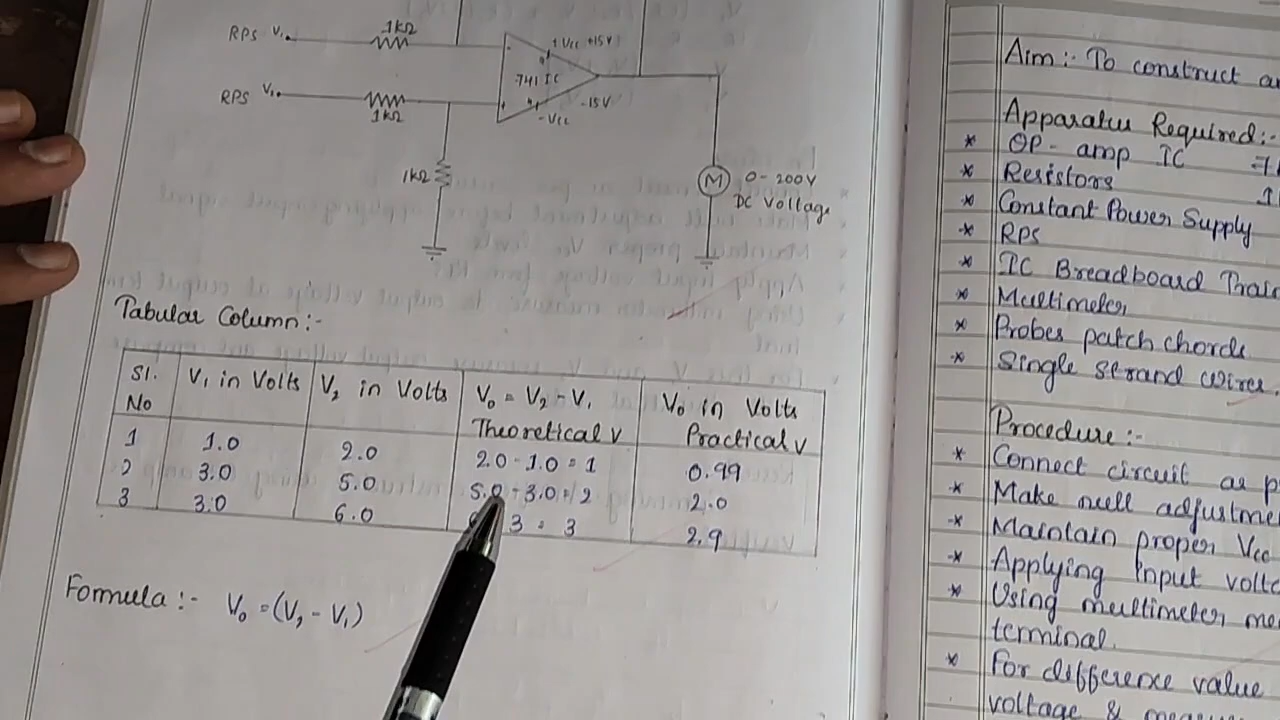 1kΩ
RPS V1
+Vcc +15V
741 IC
RPS V1
-15V
-Vcc
1kΩ
1kΩ
M 0-200V
DC Voltage
Tabular Column:-
Sl. No V1 in Volts V2 in Volts V0 = V2 - V1 Theoretical V V0 in Volts Practical V
1 1.0 2.0 2.0 - 1.0 = 1 0.99
2 3.0 5.0 5.0 - 3.0 = 2 2.0
3 3.0 6.0 3 = 3 2.9
Formula :- V0 = (V2 - V1)
Aim:- To construct
Apparatus Required:-
* OP-amp IC
* Resistors
* Constant Power Supply
* RPS
* IC Breadboard
* Multimeter
* Probes patch chords
* Single strand wires
Procedure:-
* Connect circuit as
* Make null
* Maintain proper Vcc
* Applying input
* Using multimeter
terminal.
* For difference value
voltage &